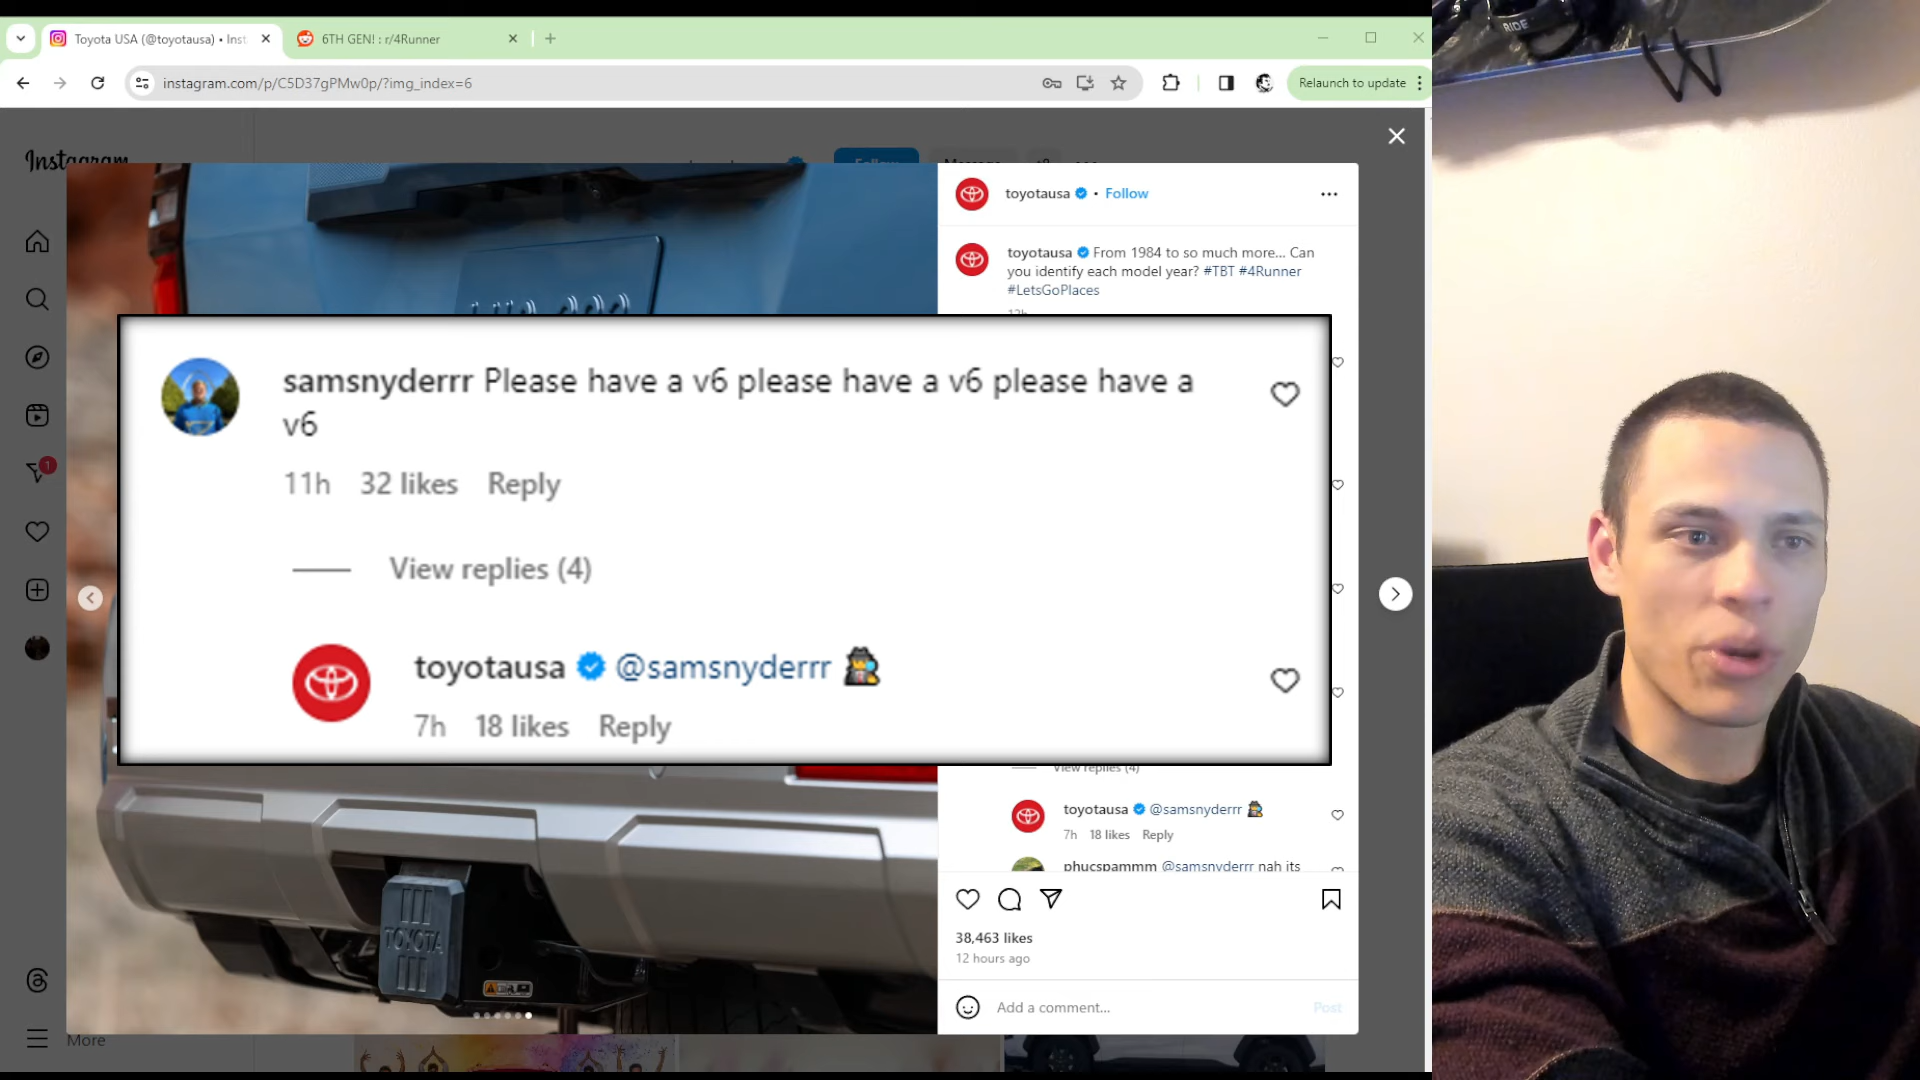 Toyota USA (@toyotausa) • Inst
6TH GEN! : r/4Runner
instagram.com/p/C5D37gPMw0p/?img_index=6
Relaunch to update
RIDE
Instagram
Follow
Message
toyotausa • Follow
toyotausa From 1984 to so much more... Can
you identify each model year? #TBT #4Runner
#LetsGoPlaces
samsnyderrr Please have a v6 please have a v6 please have a
v6
11h 32 likes Reply
View replies (4)
toyotausa @samsnyderrr
7h 18 likes Reply
1
View replies (4)
toyotausa @samsnyderrr
7h 18 likes Reply
phucspammm @samsnyderrr nah its
TOYOTA
38,463 likes
12 hours ago
Add a comment...
Post
More